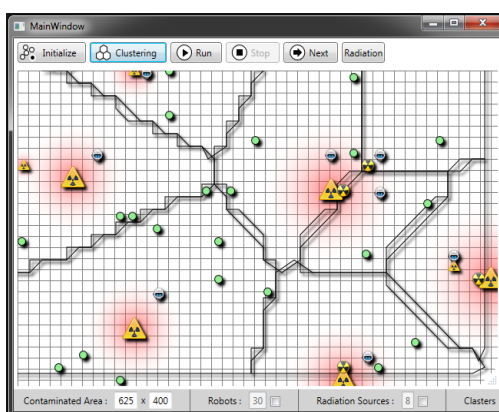 MainWindow
Initialize Clustering Run Stop Next Radiation
Contaminated Area : 625 x 400 Robots : 30 Radiation Sources : 8 Clasters